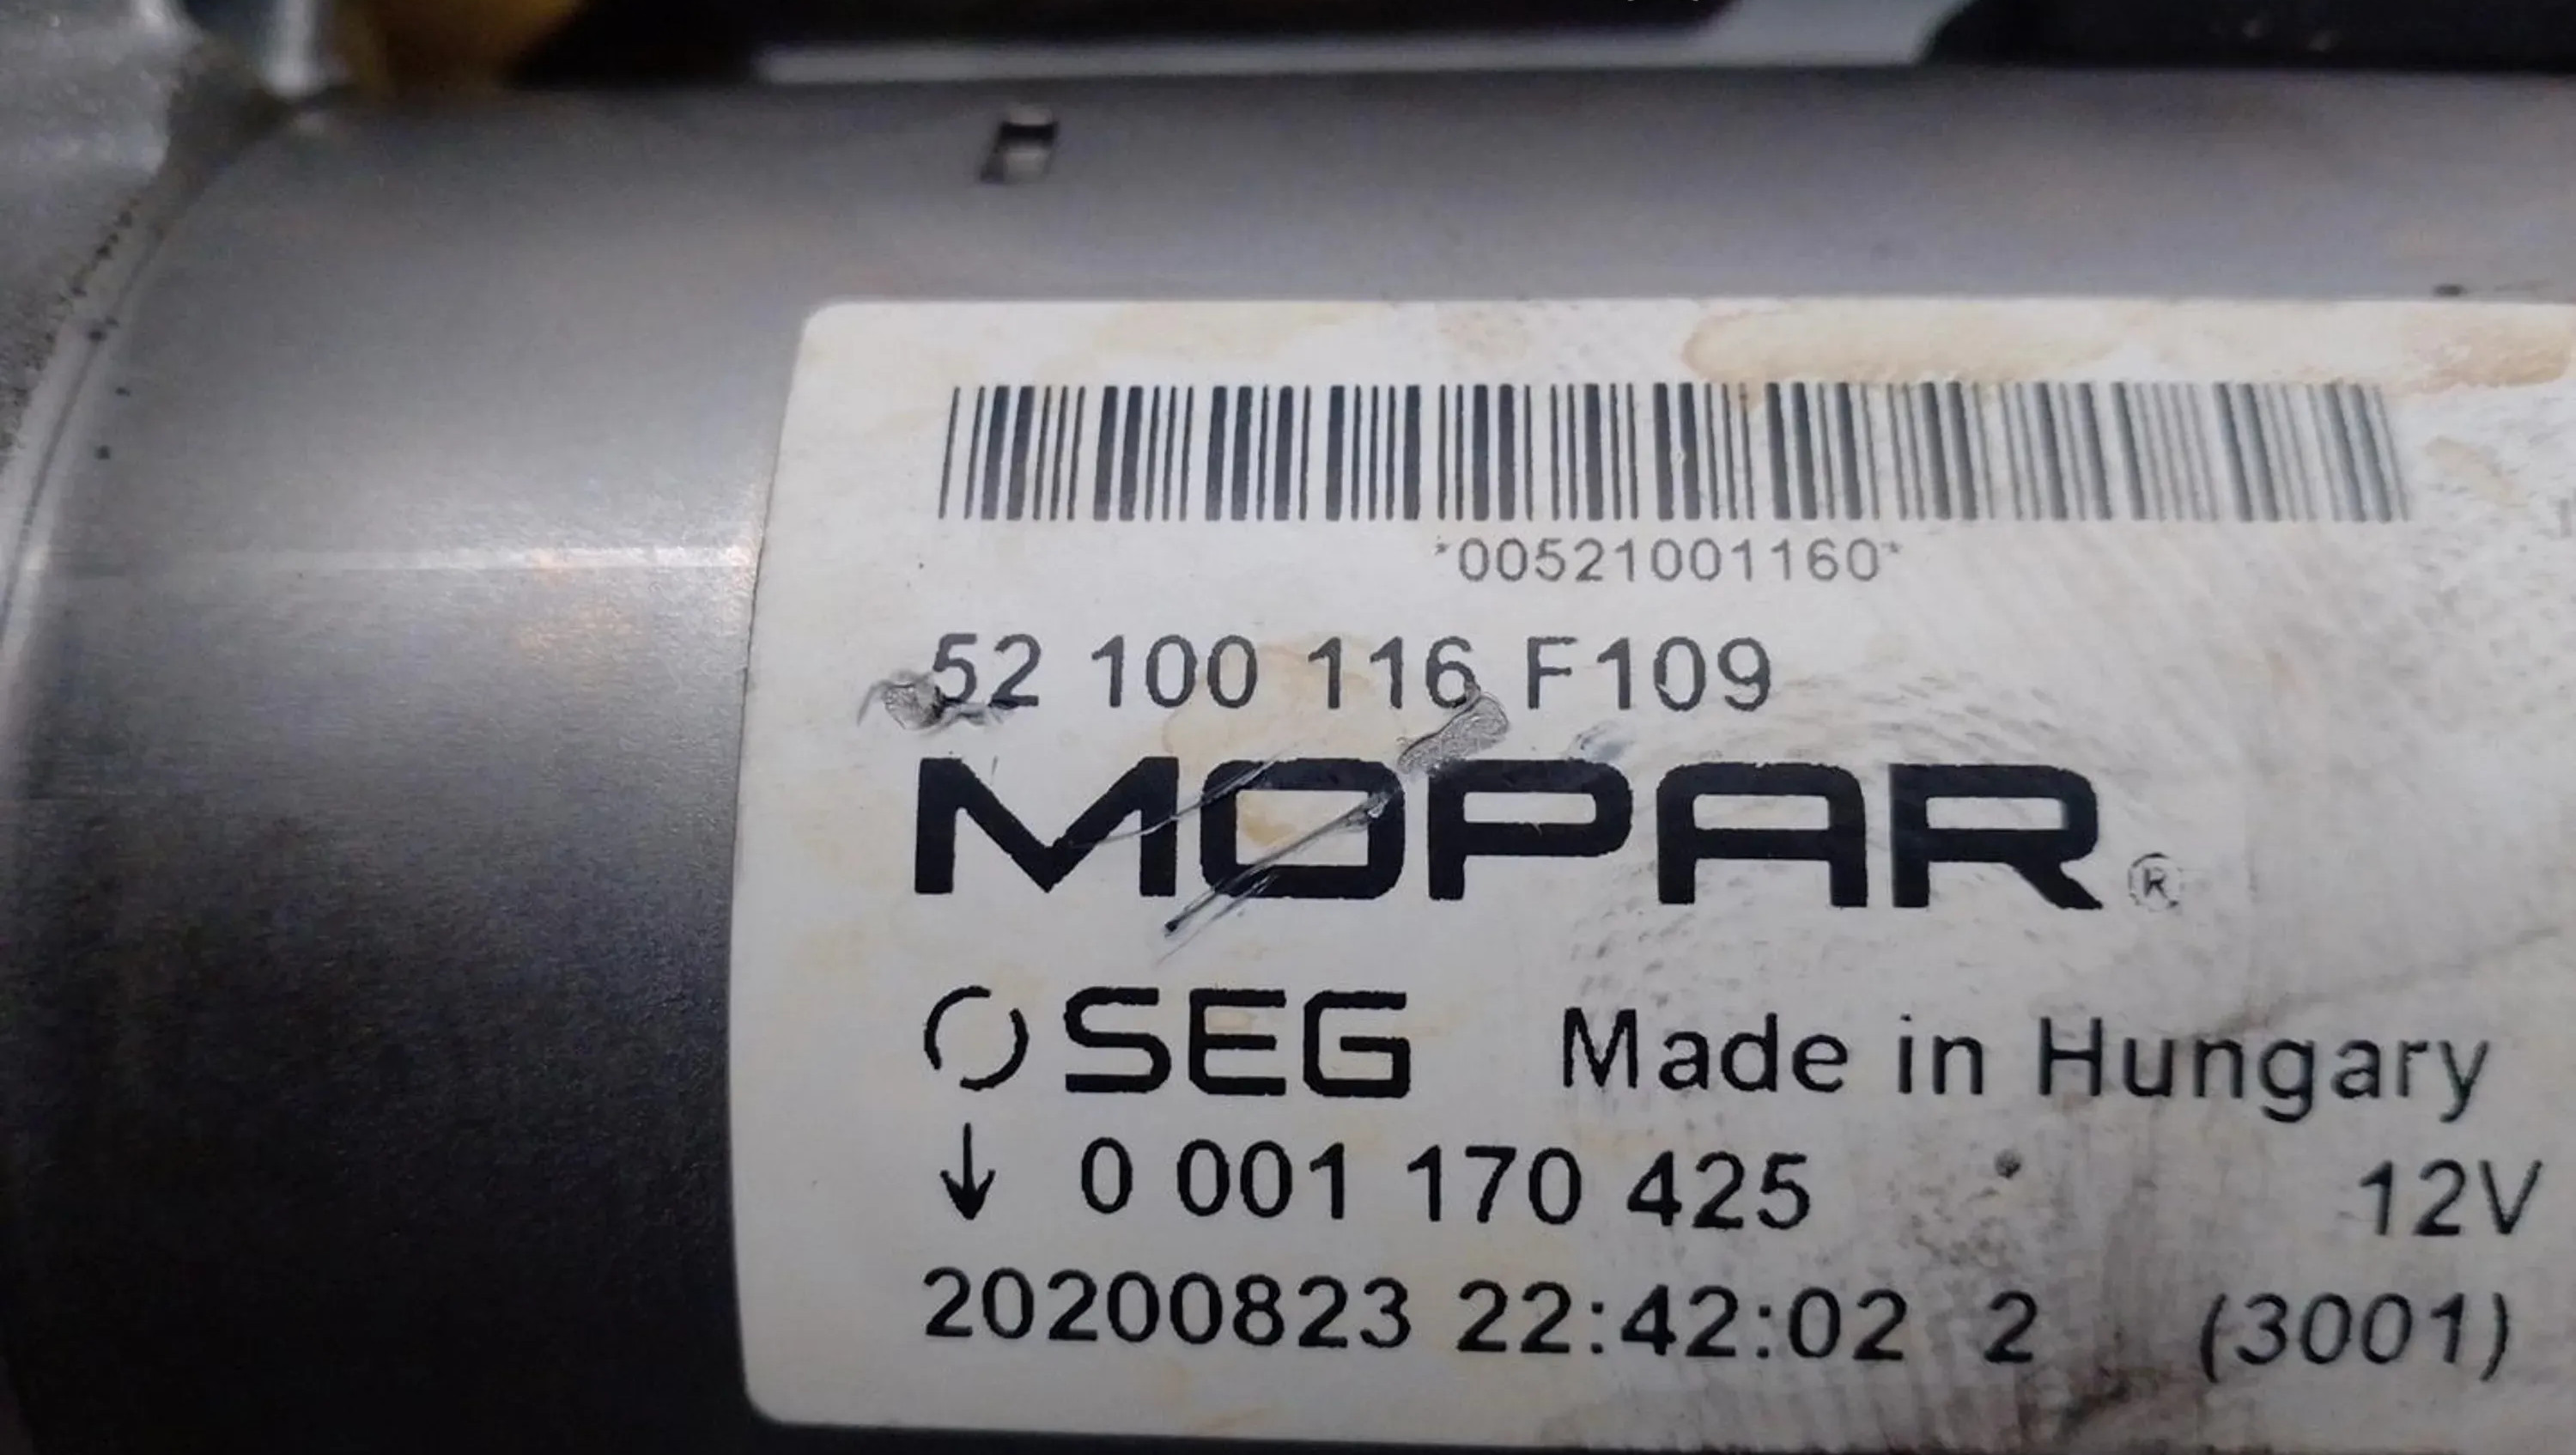 *00521001160*
52 100 116 F109
MOPAR®
SEG Made in Hungary
↓ 0 001 170 425 12V
20200823 22:42:02 2 (3001)